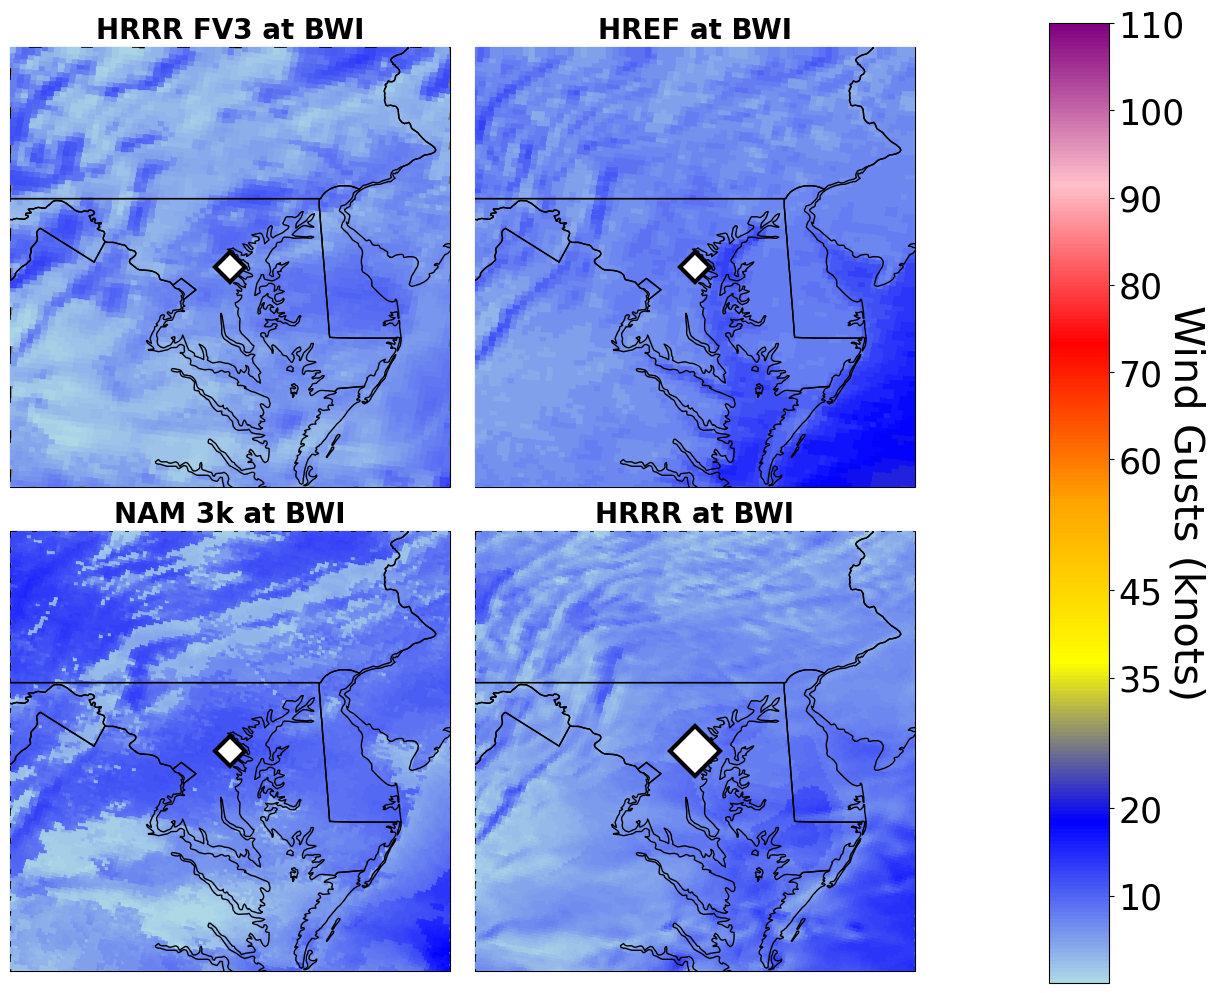 HRRR FV3 at BWI
HREF at BWI
NAM 3k at BWI
HRRR at BWI
110
100
90
80
70
60
45
35
20
10
Wind Gusts (knots)